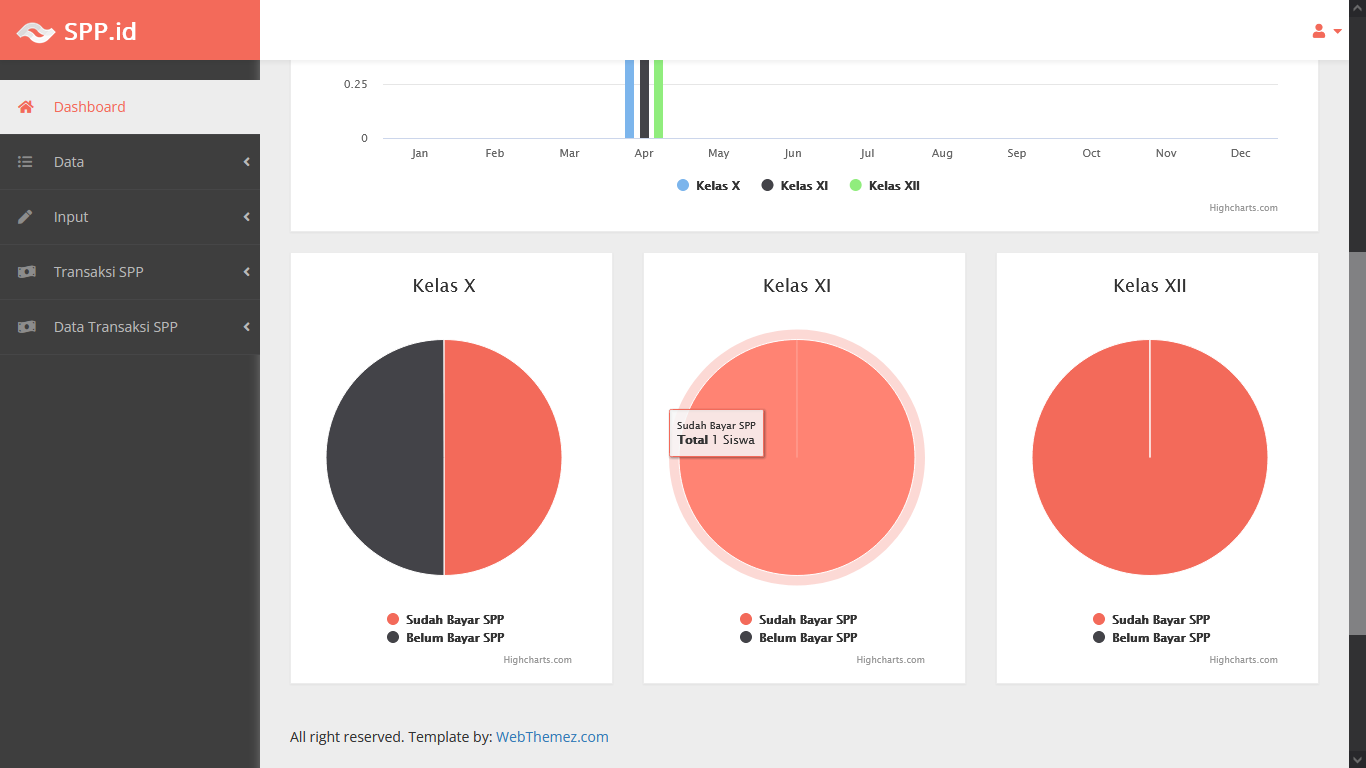 SPP.id
Dashboard
Data
Input
Transaksi SPP
Data Transaksi SPP
0.25
0
Jan Feb Mar Apr May Jun Jul Aug Sep Oct Nov Dec
Kelas X Kelas XI Kelas XII
Highcharts.com
Kelas X
Sudah Bayar SPP
Belum Bayar SPP
Highcharts.com
Kelas XI
Sudah Bayar SPP
Total 1 Siswa
Sudah Bayar SPP
Belum Bayar SPP
Highcharts.com
Kelas XII
Sudah Bayar SPP
Belum Bayar SPP
Highcharts.com
All right reserved. Template by: WebThemez.com